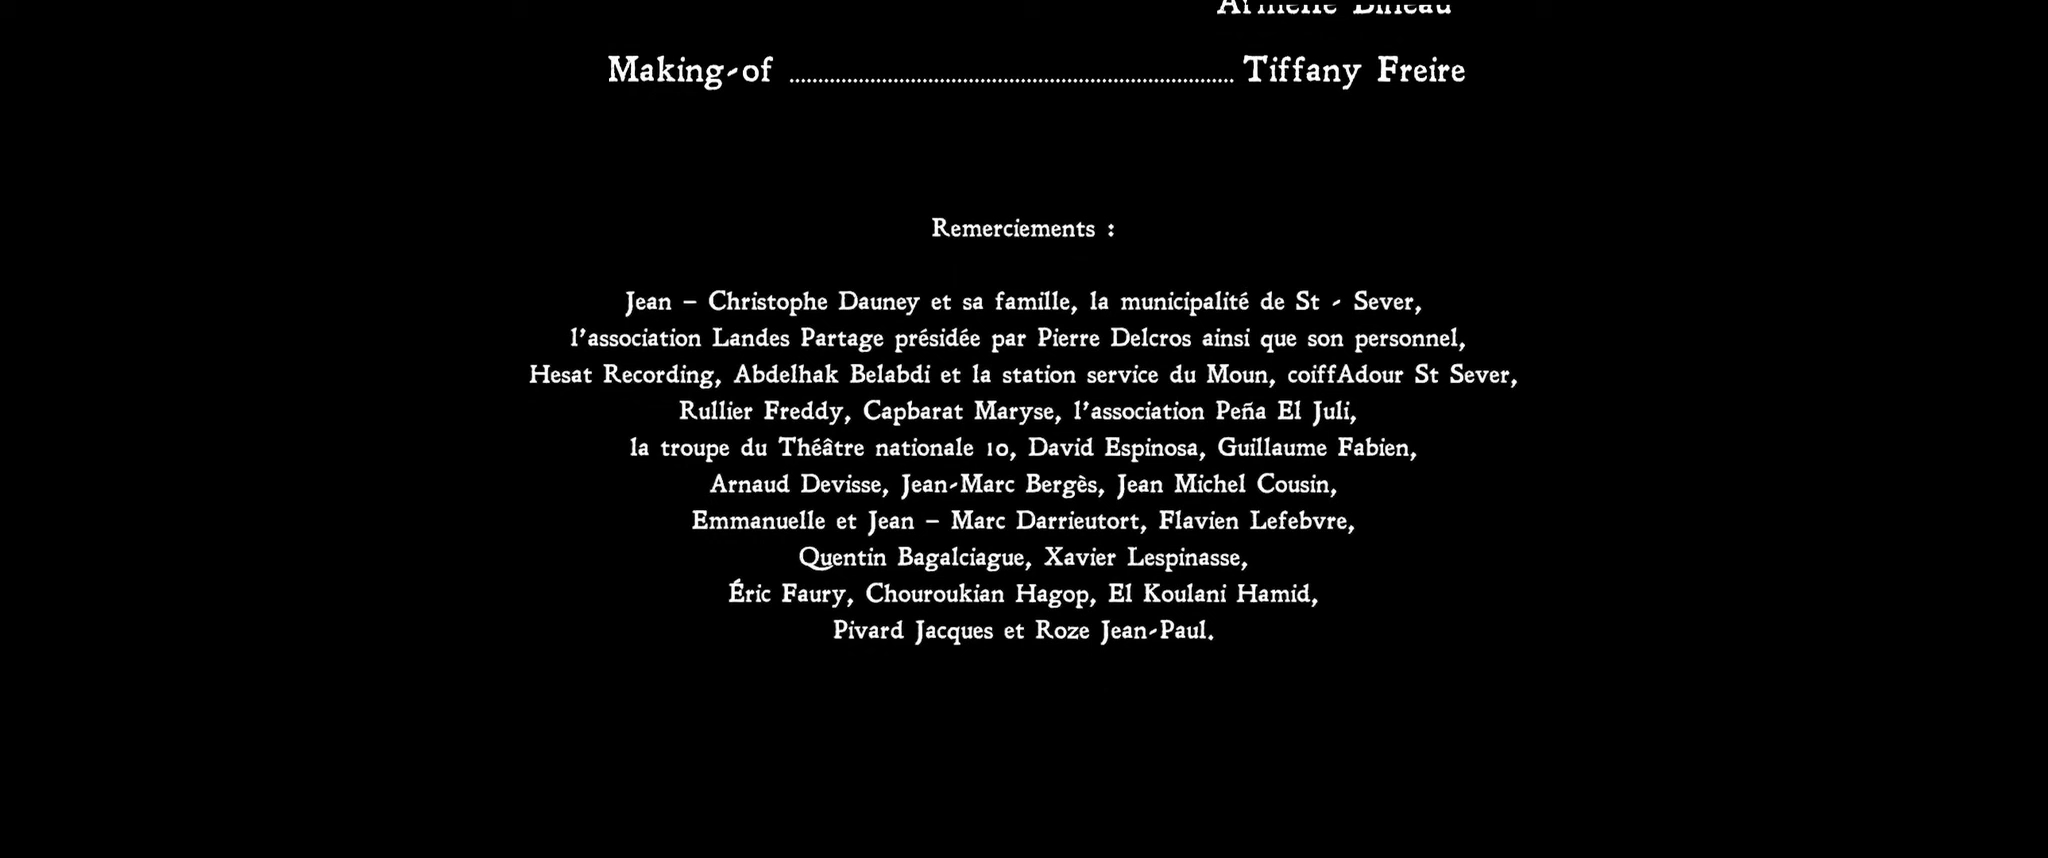 Making-of ........................................................................ Tiffany Freire
Remerciements :
Jean – Christophe Dauney et sa famille, la municipalité de St - Sever,
l'association Landes Partage présidée par Pierre Delcros ainsi que son personnel,
Hesat Recording, Abdelhak Belabdi et la station service du Moun, coiffAdour St Sever,
Rullier Freddy, Capbarat Maryse, l'association Peña El Juli,
la troupe du Théâtre nationale 10, David Espinosa, Guillaume Fabien,
Arnaud Devisse, Jean-Marc Bergès, Jean Michel Cousin,
Emmanuelle et Jean – Marc Darrieutort, Flavien Lefebvre,
Quentin Bagalciague, Xavier Lespinasse,
Éric Faury, Chouroukian Hagop, El Koulani Hamid,
Pivard Jacques et Roze Jean-Paul.